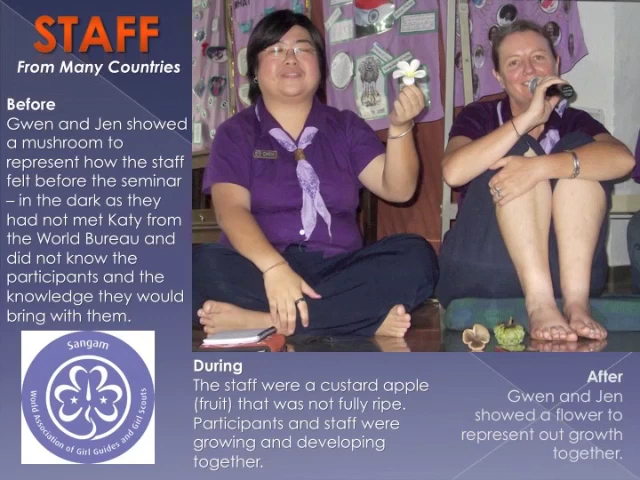 STAFF
From Many Countries
Before
Gwen and Jen showed
a mushroom to
represent how the staff
felt before the seminar
– in the dark as they
had not met Katy from
the World Bureau and
did not know the
participants and the
knowledge they would
bring with them.
Sangam
World Association of Girl Guides and Girl Scouts
During
The staff were a custard apple
(fruit) that was not fully ripe.
Participants and staff were
growing and developing
together.
After
Gwen and Jen
showed a flower to
represent out growth
together.